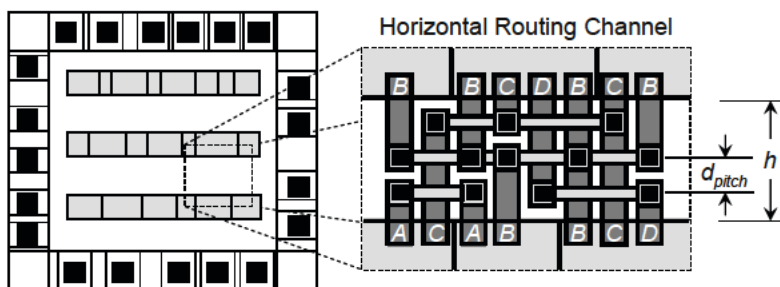 Horizontal Routing Channel
B B C D B C B
d_pitch h
A C A B B C D